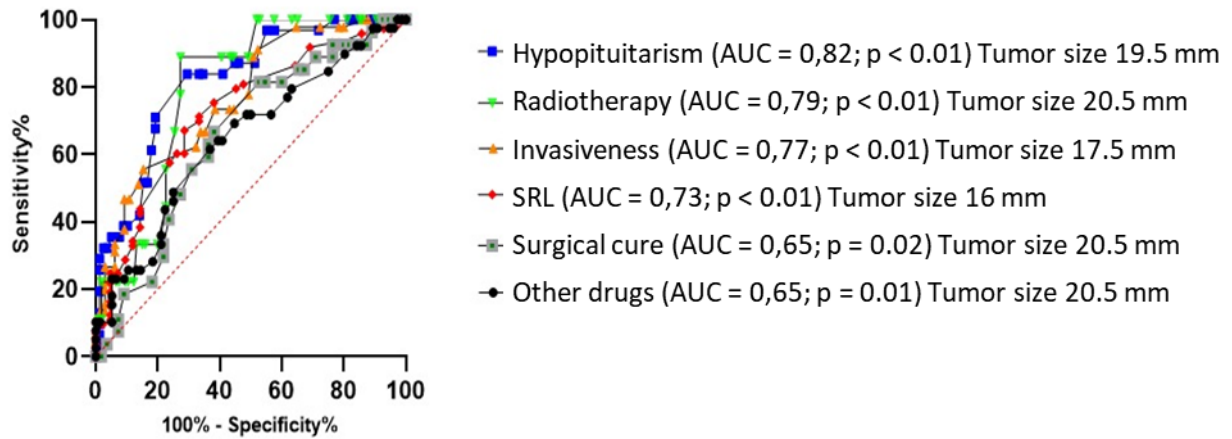 100
80
60
40
20
0
Sensitivity%
0 20 40 60 80 100
100% - Specificity%
Hypopituitarism (AUC = 0,82; p < 0.01) Tumor size 19.5 mm
Radiotherapy (AUC = 0,79; p < 0.01) Tumor size 20.5 mm
Invasiveness (AUC = 0,77; p < 0.01) Tumor size 17.5 mm
SRL (AUC = 0,73; p < 0.01) Tumor size 16 mm
Surgical cure (AUC = 0,65; p = 0.02) Tumor size 20.5 mm
Other drugs (AUC = 0,65; p = 0.01) Tumor size 20.5 mm